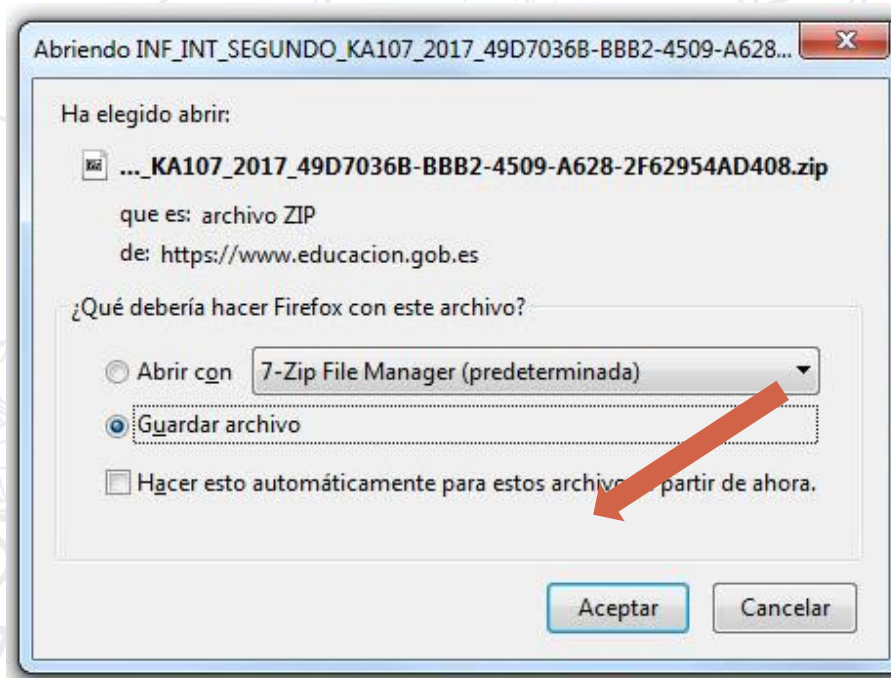 Abriendo INF_INT_SEGUNDO_KA107_2017_49D7036B-BBB2-4509-A628...
Ha elegido abrir:
..._KA107_2017_49D7036B-BBB2-4509-A628-2F62954AD408.zip
que es: archivo ZIP
de: https://www.educacion.gob.es
¿Qué debería hacer Firefox con este archivo?
Abrir con 7-Zip File Manager (predeterminada)
Guardar archivo
Hacer esto automáticamente para estos partir de ahora.
Aceptar Cancelar